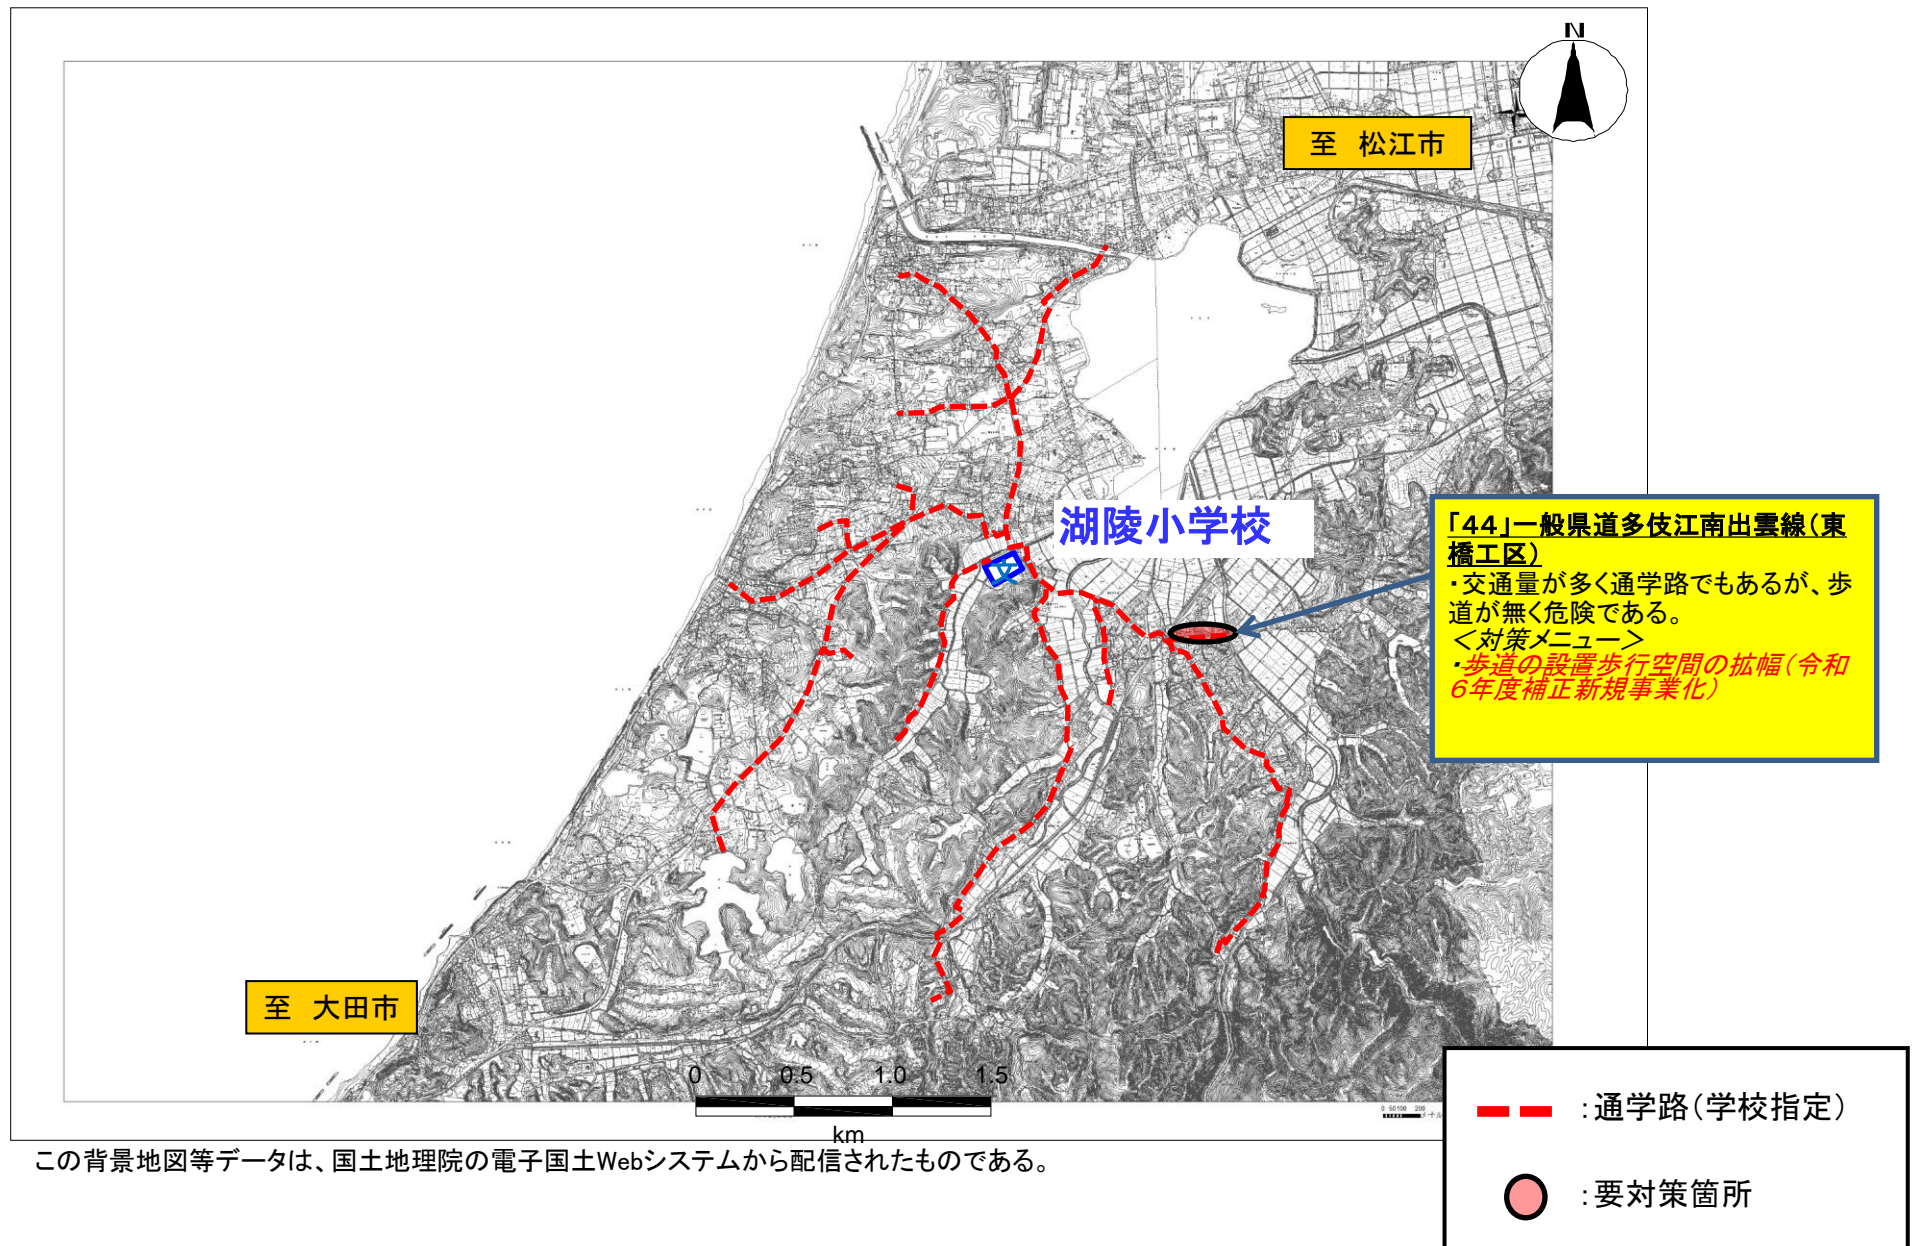 N
至　松江市
湖陵小学校
文
「44」一般県道多伎江南出雲線（東
橋工区）
・交通量が多く通学路でもあるが、歩
道が無く危険である。
＜対策メニュー＞
・歩道の設置歩行空間の拡幅（令和
６年度補正新規事業化）
至　大田市
0 0.5 1.0 1.5
km
：通学路（学校指定）
：要対策箇所
この背景地図等データは、国土地理院の電子国土Webシステムから配信されたものである。